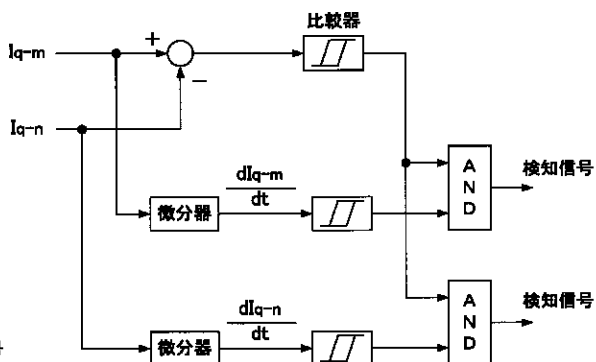 比較器
Iq-m
+
−
Iq-n
AND
検知信号
dIq-m
dt
微分器
AND
検知信号
dIq-n
dt
微分器